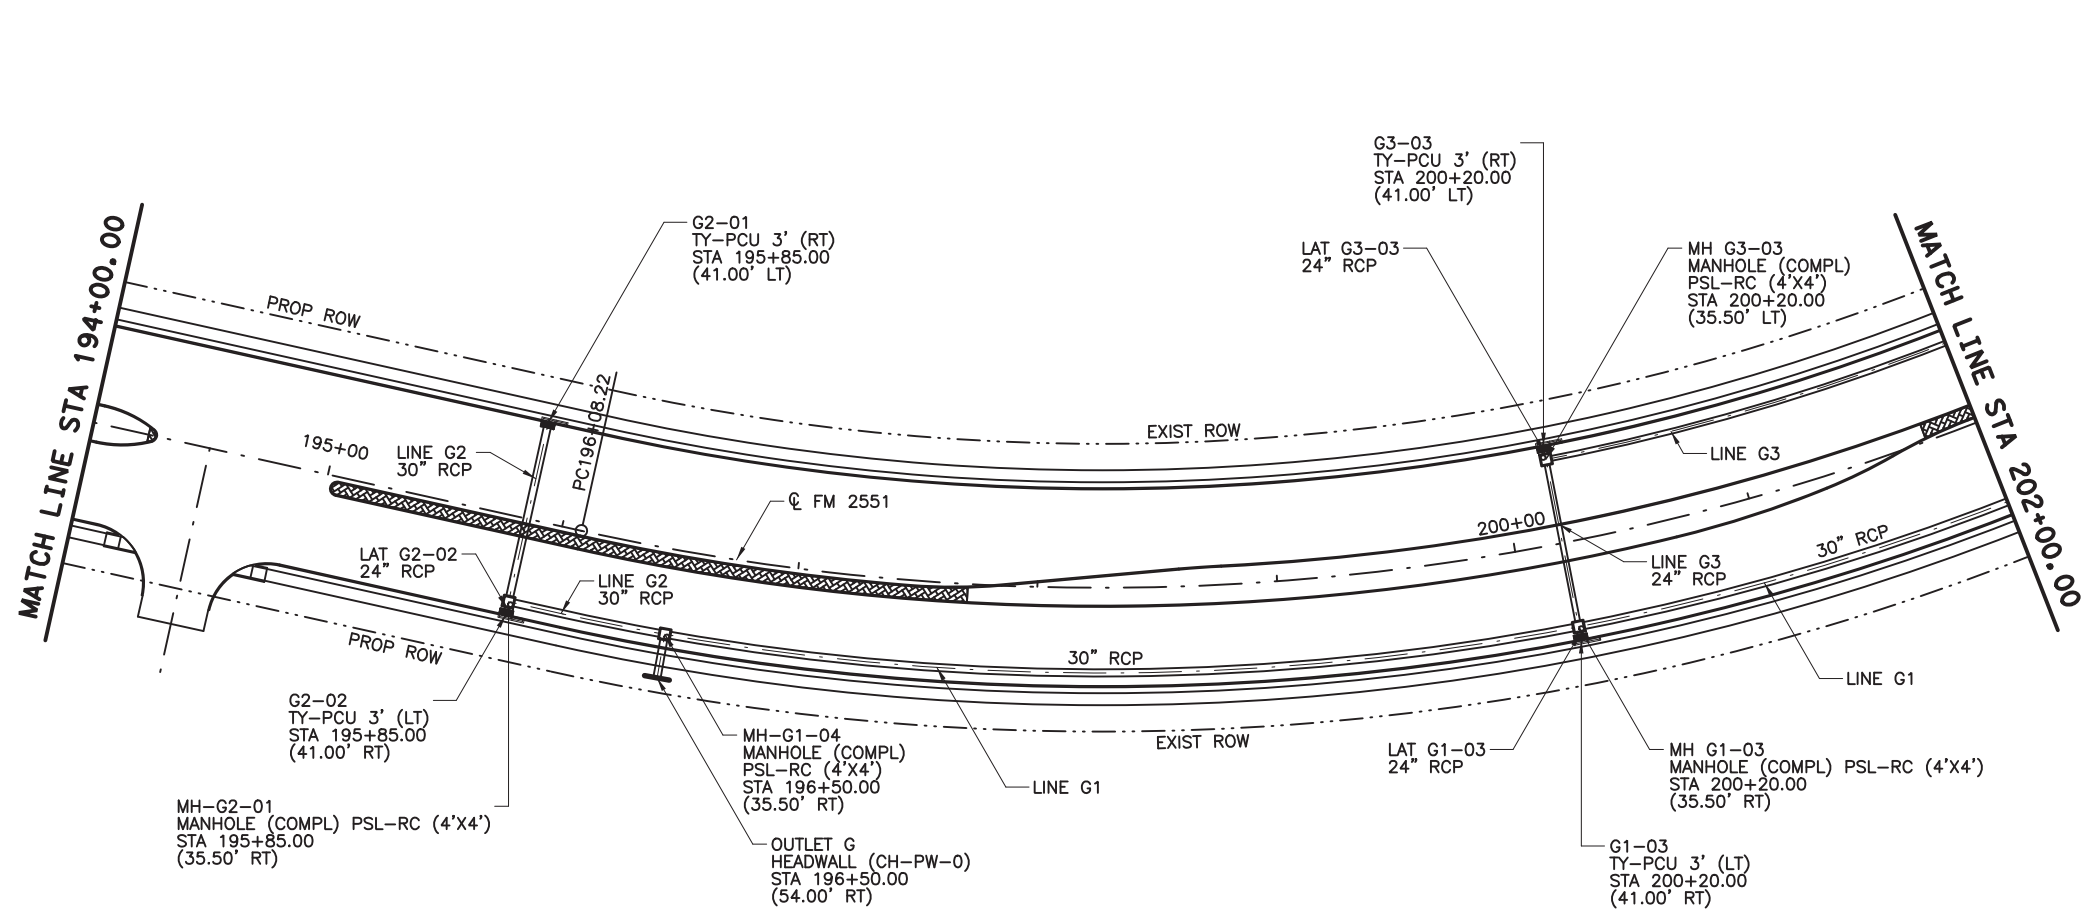 G3-03
TY-PCU 3' (RT)
STA 200+20.00
(41.00' LT)
G2-01
TY-PCU 3' (RT)
STA 195+85.00
(41.00' LT)
LAT G3-03
24" RCP
MH G3-03
MANHOLE (COMPL)
PSL-RC (4'X4')
STA 200+20.00
(35.50' LT)
MATCH LINE STA 194+00.00
MATCH LINE STA 202+00.00
PROP ROW
PC196+08.22
EXIST ROW
195+00
LINE G2
30" RCP
LINE G3
℄ FM 2551
200+00
30" RCP
LAT G2-02
24" RCP
LINE G2
30" RCP
LINE G3
24" RCP
PROP ROW
30" RCP
LINE G1
G2-02
TY-PCU 3' (LT)
STA 195+85.00
(41.00' RT)
MH-G1-04
MANHOLE (COMPL)
PSL-RC (4'X4')
STA 196+50.00
(35.50' RT)
EXIST ROW
LAT G1-03
24" RCP
MH G1-03
MANHOLE (COMPL) PSL-RC (4'X4')
STA 200+20.00
(35.50' RT)
LINE G1
MH-G2-01
MANHOLE (COMPL) PSL-RC (4'X4')
STA 195+85.00
(35.50' RT)
OUTLET G
HEADWALL (CH-PW-0)
STA 196+50.00
(54.00' RT)
G1-03
TY-PCU 3' (LT)
STA 200+20.00
(41.00' RT)